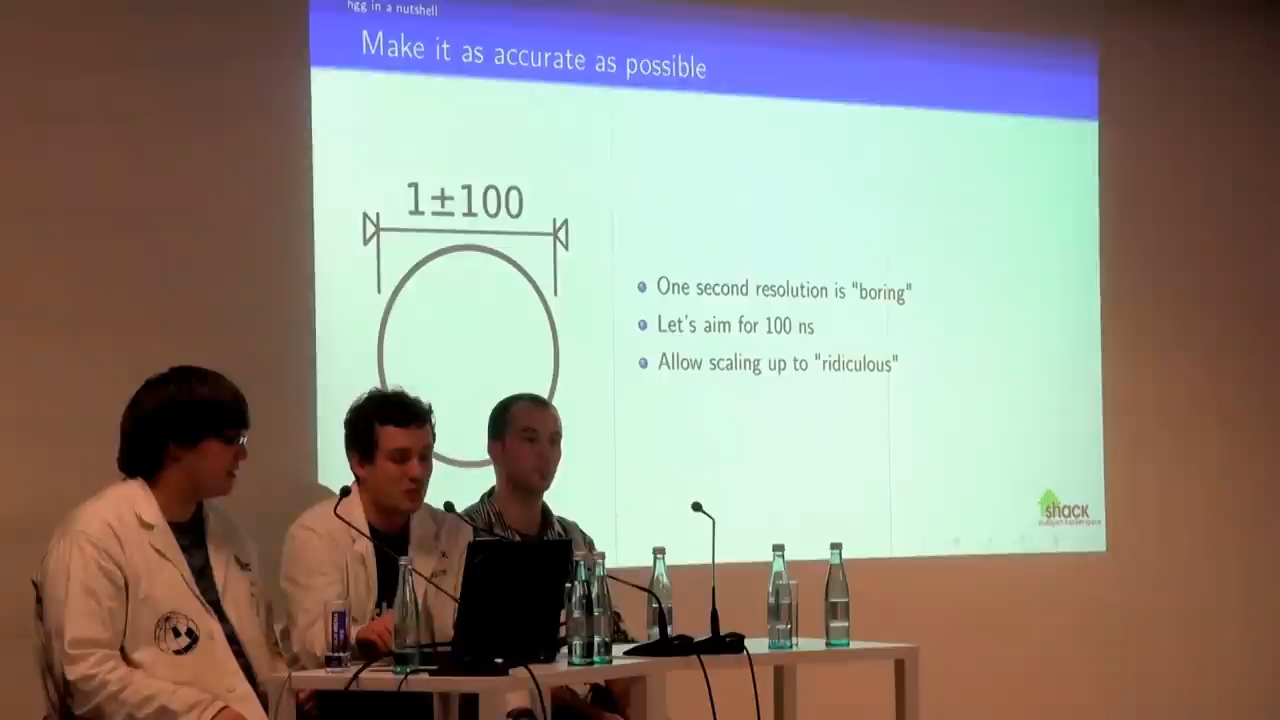 hgg in a nutshell
Make it as accurate as possible
1±100
One second resolution is "boring"
Let's aim for 100 ns
Allow scaling up to "ridiculous"
shack